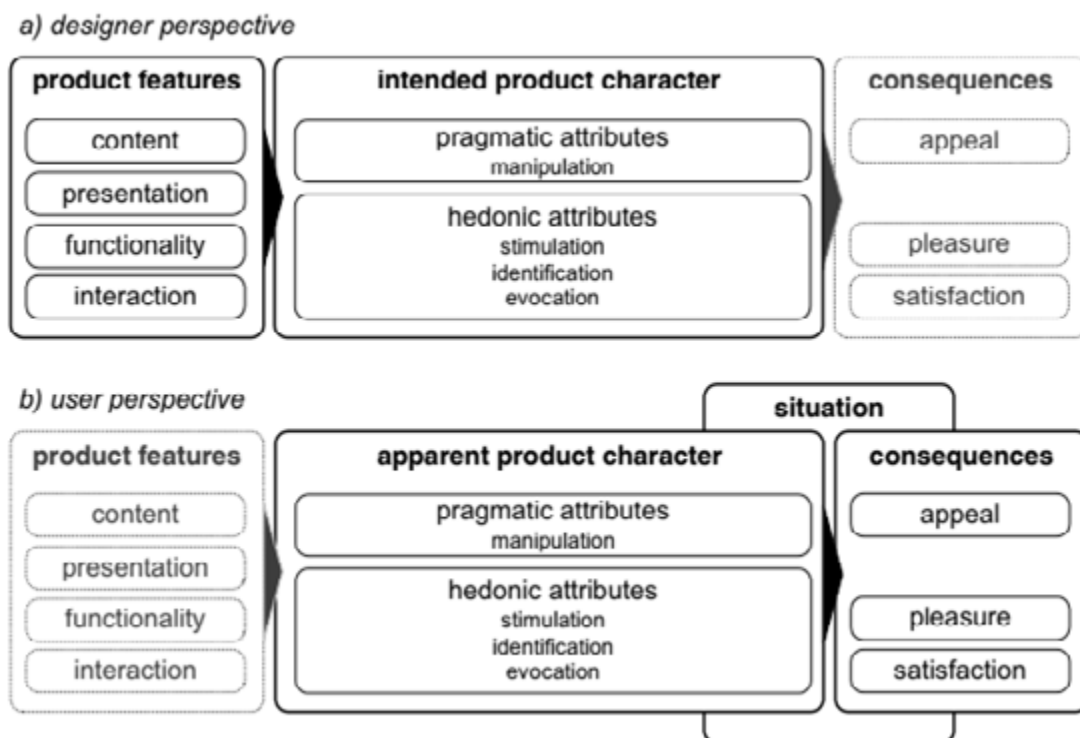 a) designer perspective
product features
content
presentation
functionality
interaction
intended product character
pragmatic attributes
manipulation
hedonic attributes
stimulation
identification
evocation
consequences
appeal
pleasure
satisfaction
b) user perspective
situation
product features
content
presentation
functionality
interaction
apparent product character
pragmatic attributes
manipulation
hedonic attributes
stimulation
identification
evocation
consequences
appeal
pleasure
satisfaction